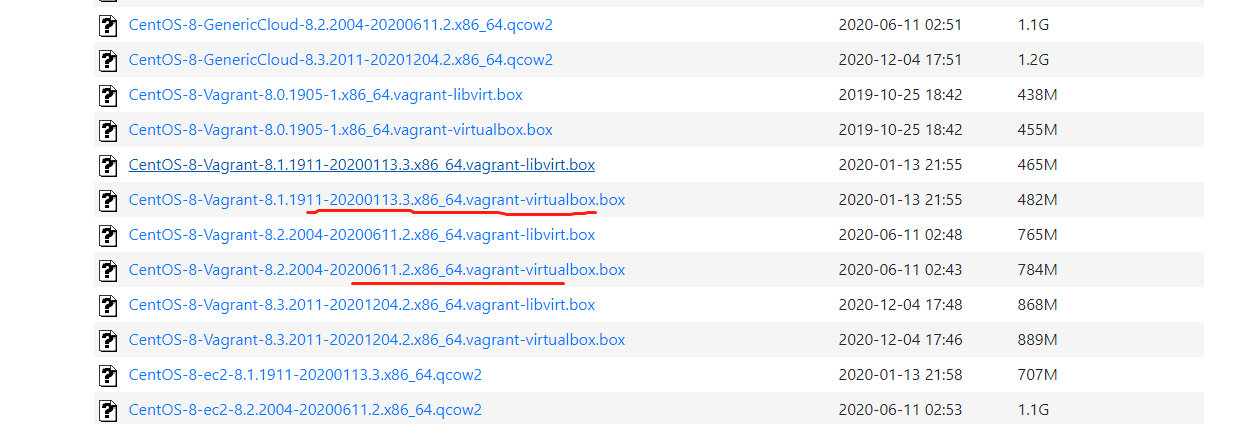 CentOS-8-GenericCloud-8.2.2004-20200611.2.x86_64.qcow2 2020-06-11 02:51 1.1G
CentOS-8-GenericCloud-8.3.2011-20201204.2.x86_64.qcow2 2020-12-04 17:51 1.2G
CentOS-8-Vagrant-8.0.1905-1.x86_64.vagrant-libvirt.box 2019-10-25 18:42 438M
CentOS-8-Vagrant-8.0.1905-1.x86_64.vagrant-virtualbox.box 2019-10-25 18:42 455M
CentOS-8-Vagrant-8.1.1911-20200113.3.x86_64.vagrant-libvirt.box 2020-01-13 21:55 465M
CentOS-8-Vagrant-8.1.1911-20200113.3.x86_64.vagrant-virtualbox.box 2020-01-13 21:55 482M
CentOS-8-Vagrant-8.2.2004-20200611.2.x86_64.vagrant-libvirt.box 2020-06-11 02:48 765M
CentOS-8-Vagrant-8.2.2004-20200611.2.x86_64.vagrant-virtualbox.box 2020-06-11 02:43 784M
CentOS-8-Vagrant-8.3.2011-20201204.2.x86_64.vagrant-libvirt.box 2020-12-04 17:48 868M
CentOS-8-Vagrant-8.3.2011-20201204.2.x86_64.vagrant-virtualbox.box 2020-12-04 17:46 889M
CentOS-8-ec2-8.1.1911-20200113.3.x86_64.qcow2 2020-01-13 21:58 707M
CentOS-8-ec2-8.2.2004-20200611.2.x86_64.qcow2 2020-06-11 02:53 1.1G